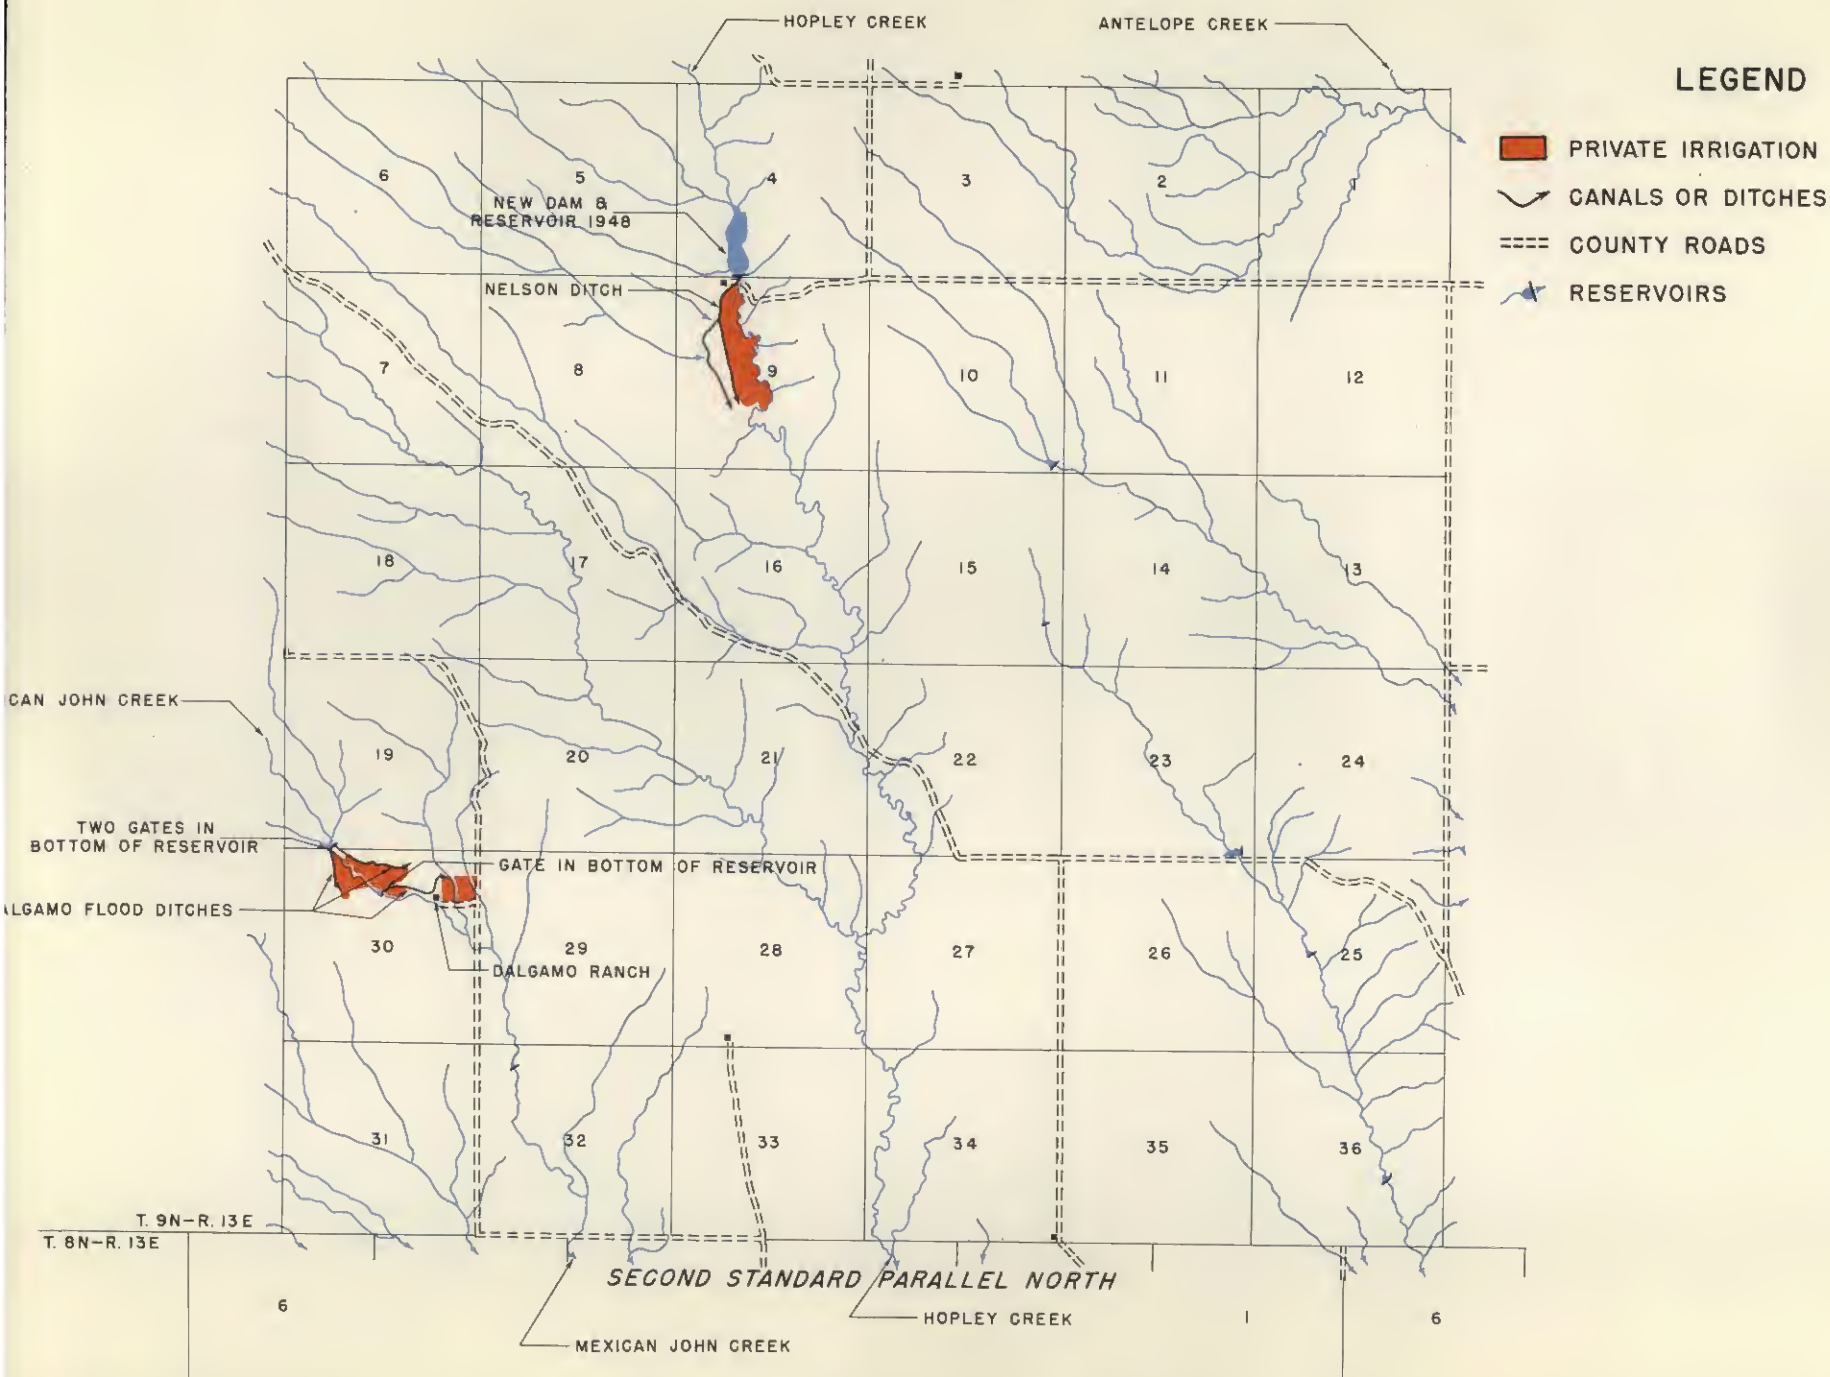 HOPLEY CREEK
ANTELOPE CREEK
LEGEND
PRIVATE IRRIGATION
CANALS OR DITCHES
COUNTY ROADS
RESERVOIRS
6
5
4
3
2
1
NEW DAM &
RESERVOIR 1948
NELSON DITCH
7
8
9
10
11
12
18
17
16
15
14
13
CAN JOHN CREEK
19
20
21
22
23
24
TWO GATES IN
BOTTOM OF RESERVOIR
GATE IN BOTTOM OF RESERVOIR
LGAMO FLOOD DITCHES
30
29
28
27
26
25
DALGAMO RANCH
31
32
33
34
35
36
T. 9N-R. 13E
T. 8N-R. 13E
SECOND STANDARD PARALLEL NORTH
6
HOPLEY CREEK
1
6
MEXICAN JOHN CREEK